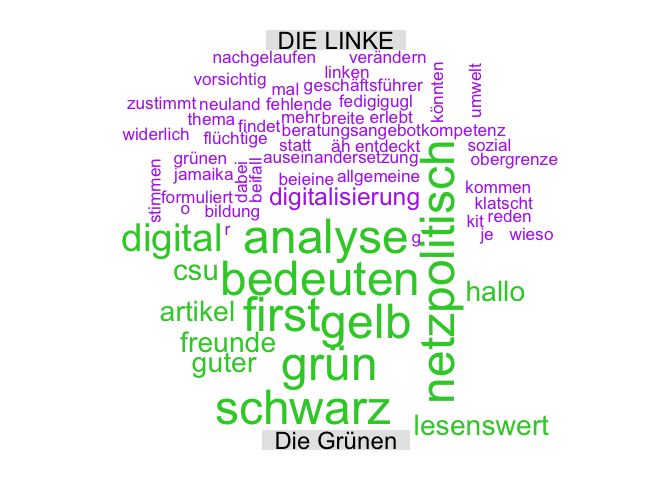 DIE LINKE
nachgelaufen verändern
linken
vorsichtig mal geschäftsführer
könnten
umwelt
zustimmt neuland fehlende fedigigugl
thema findet mehr breite erlebt
widerlich flüchtige beratungsangebot kompetenz
statt äh entdeckt sozial
grünen auseinandersetzung obergrenze
jamaika dabei beifall beieine allgemeine kommen
stimmen formuliert digitalisierung klatscht
o bildung kit reden
r g je wieso
digital analyse netzpolitisch
csu bedeuten hallo
artikel first gelb
freunde
guter grün
schwarz
lesenswert
Die Grünen